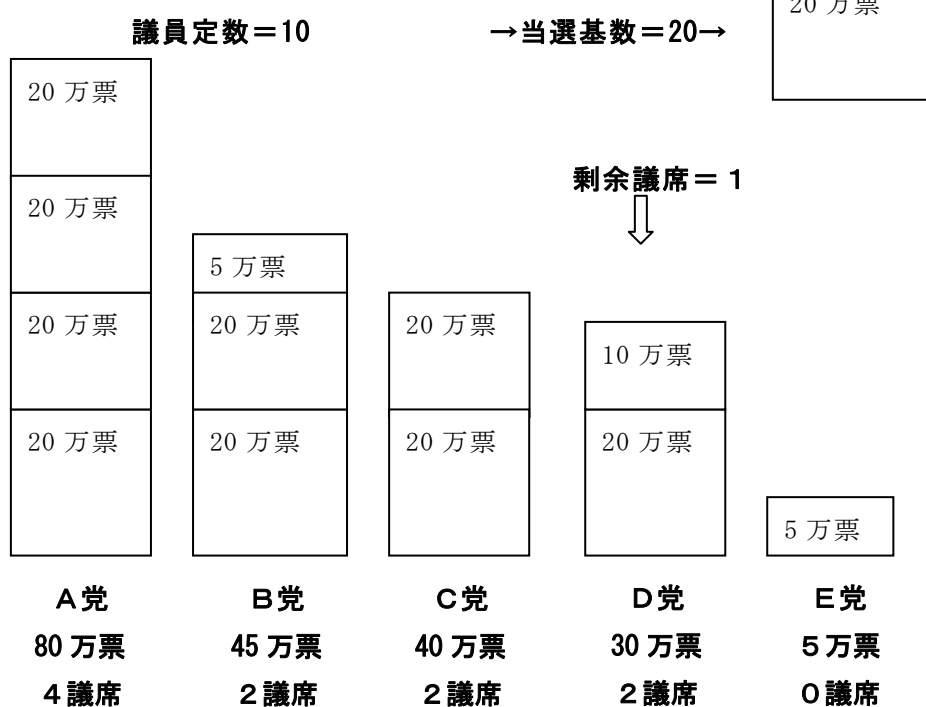 20 万票
議員定数＝10 →当選基数＝20→
20 万票
剰余議席＝１
20 万票
5 万票
20 万票 20 万票 20 万票
10 万票
20 万票 20 万票 20 万票 20 万票
5 万票
Ａ党 Ｂ党 Ｃ党 Ｄ党 Ｅ党
80 万票 45 万票 40 万票 30 万票 ５万票
４議席 ２議席 ２議席 ２議席 ０議席